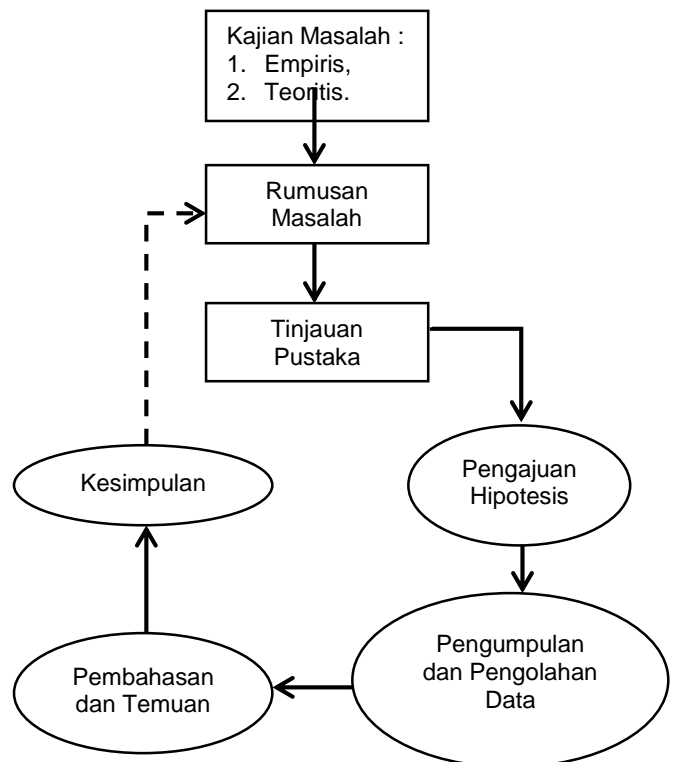 Kajian Masalah :
1. Empiris,
2. Teoritis.
Rumusan
Masalah
Tinjauan
Pustaka
Pengajuan
Hipotesis
Pengumpulan
dan Pengolahan
Data
Pembahasan
dan Temuan
Kesimpulan